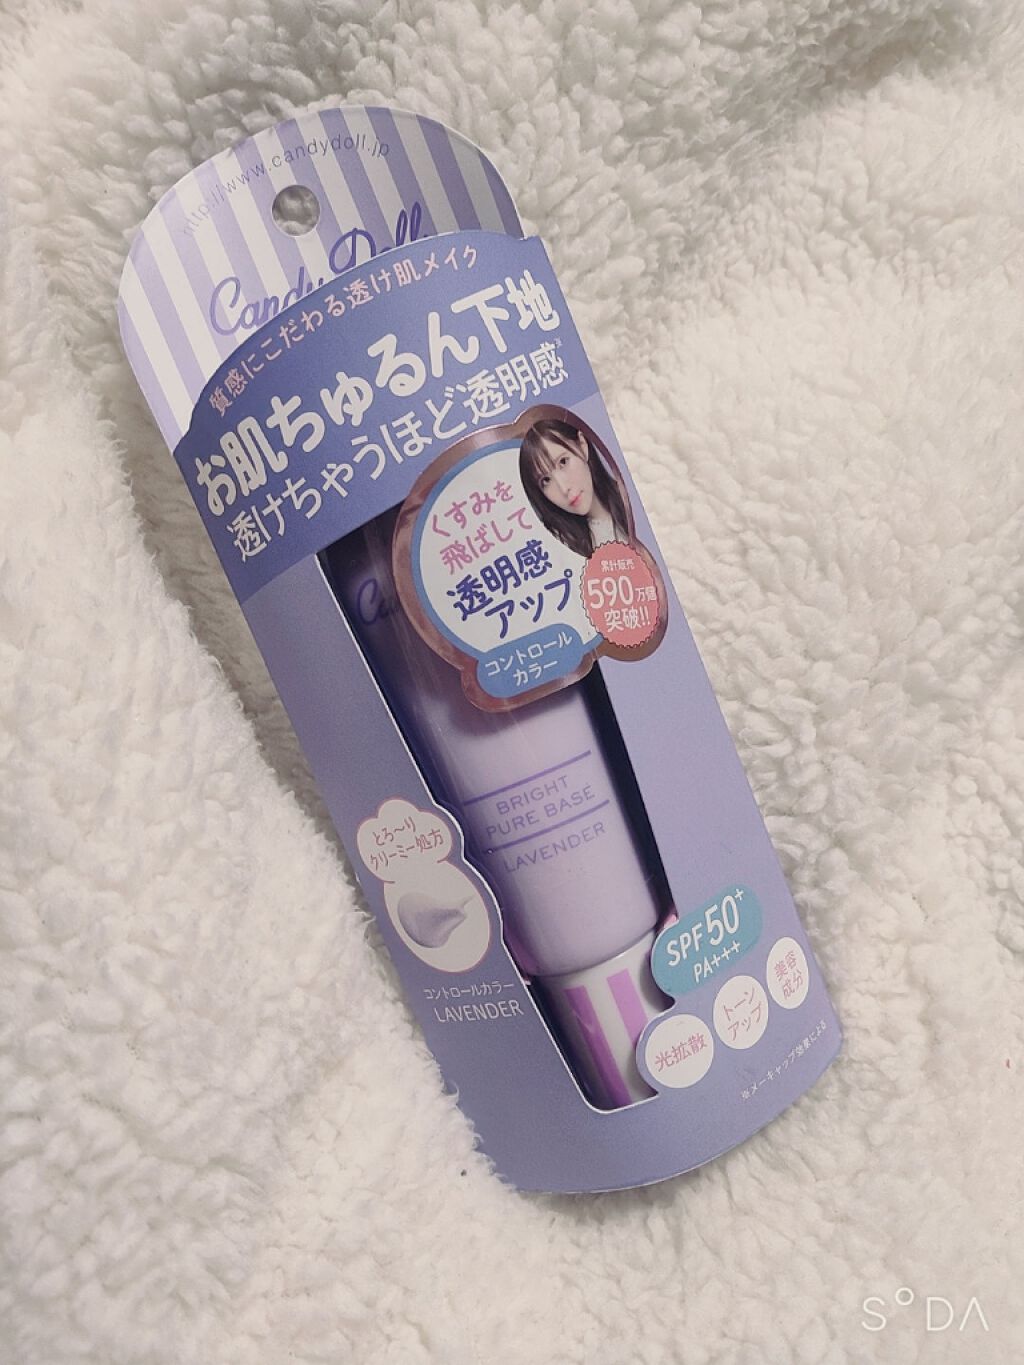 http://www.candydoll.jp
Candy Doll
質感にこだわる透け肌メイク
お肌ちゅるん下地
透けちゃうほど透明感※
くすみを
飛ばして
透明感
アップ
コントロール
カラー
累計販売
590万個
突破!!
BRIGHT
PURE BASE
LAVENDER
とろ〜り
クリーミー処方
コントロールカラー
LAVENDER
SPF50+
PA+++
光拡散
トーン
アップ
美容
成分
※メーキャップ効果による
SODA